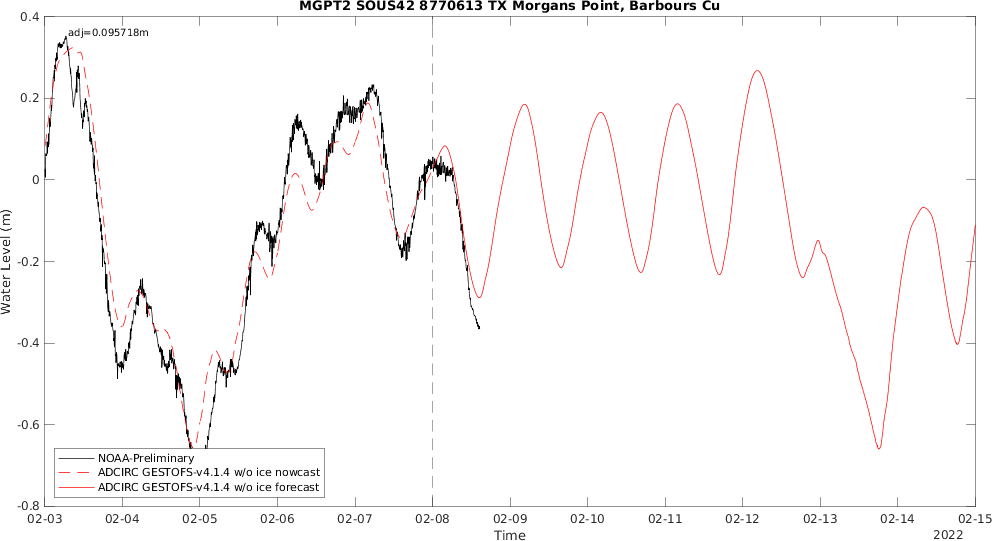 MGPT2 SOUS42 8770613 TX Morgans Point, Barbours Cu
adj=0.095718m
0.4
0.2
0
-0.2
-0.4
-0.6
-0.8
Water Level (m)
NOAA-Preliminary
ADCIRC GESTOFS-v4.1.4 w/o ice nowcast
ADCIRC GESTOFS-v4.1.4 w/o ice forecast
02-03 02-04 02-05 02-06 02-07 02-08 02-09 02-10 02-11 02-12 02-13 02-14 02-15
Time
2022